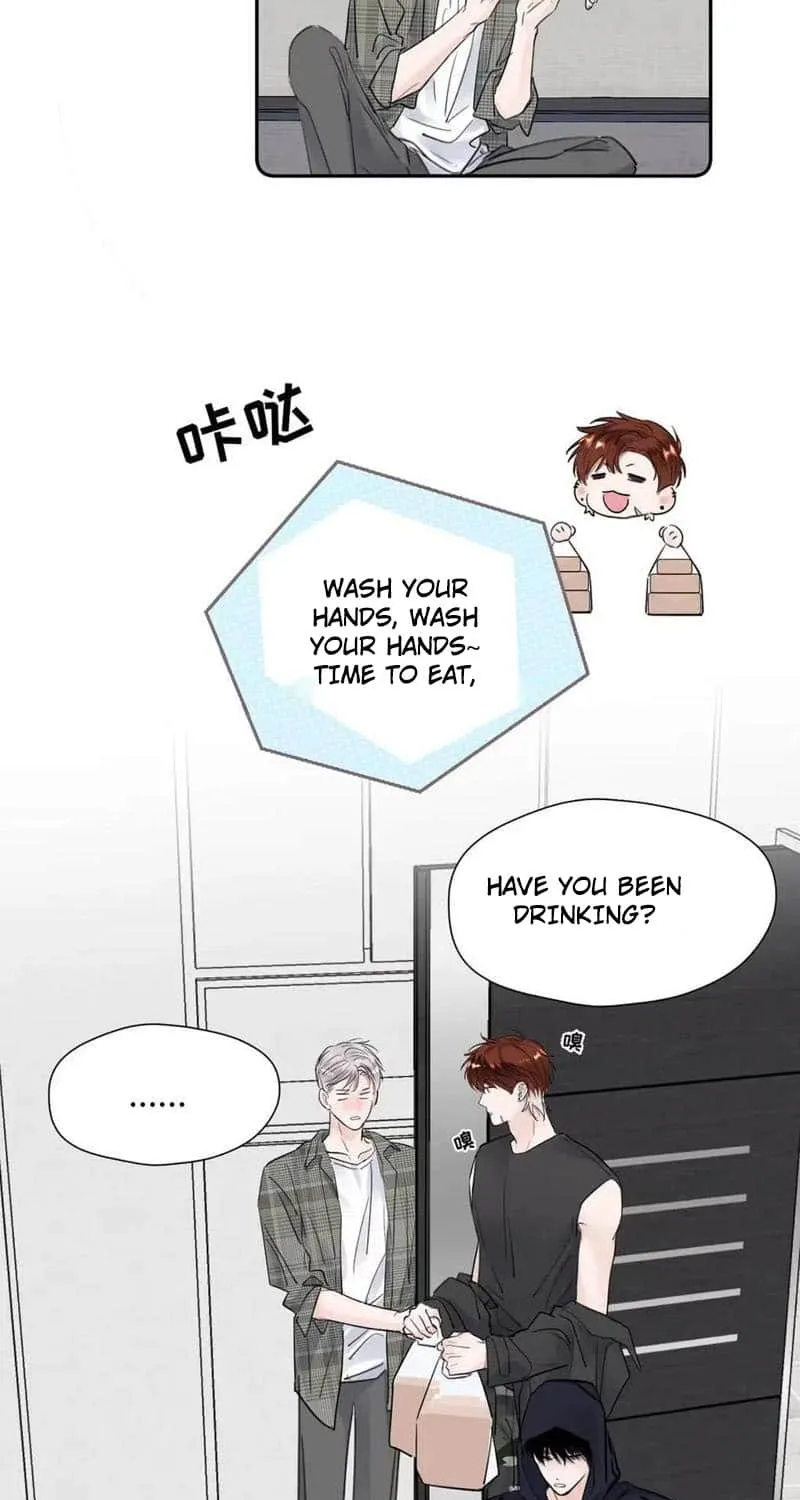 咔哒
WASH YOUR
HANDS, WASH
YOUR HANDS~
TIME TO EAT,
HAVE YOU BEEN
DRINKING?
......
嗅
嗅